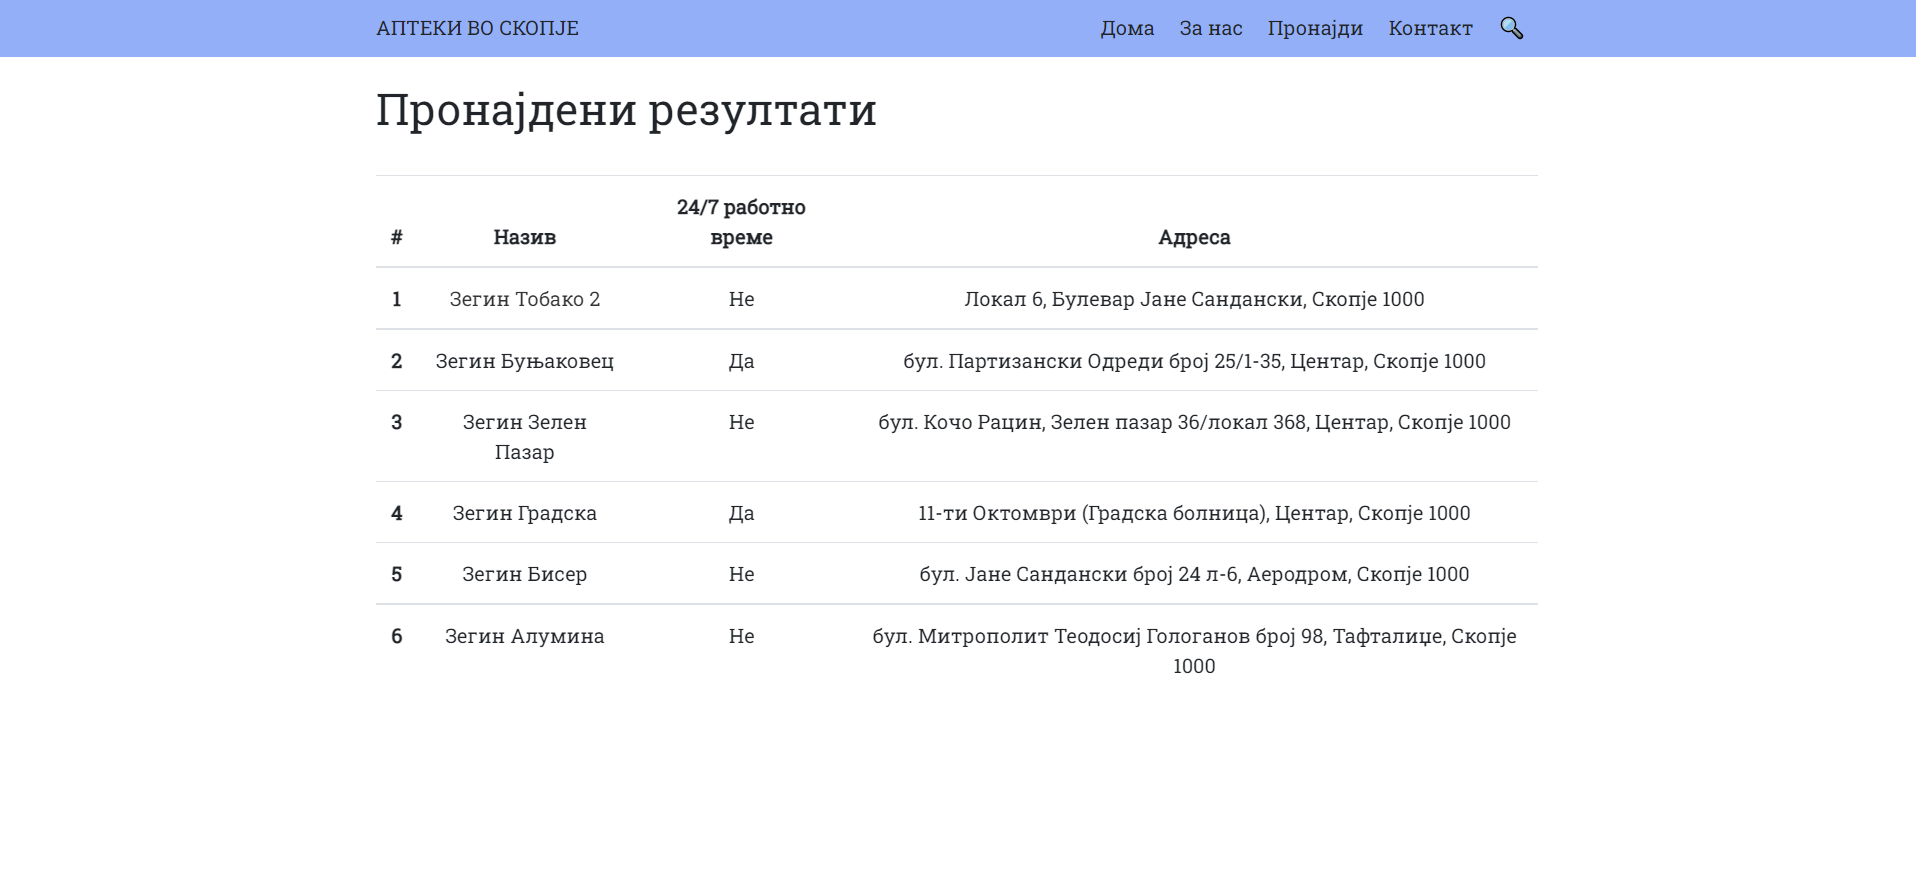 АПТЕКИ ВО СКОПЈЕ Дома За нас Пронајди Контакт
Пронајдени резултати
# Назив 24/7 работно време Адреса
1 Зегин Тобако 2 Не Локал 6, Булевар Јане Сандански, Скопје 1000
2 Зегин Буњаковец Да бул. Партизански Одреди број 25/1-35, Центар, Скопје 1000
3 Зегин Зелен Пазар Не бул. Кочо Рацин, Зелен пазар 36/локал 368, Центар, Скопје 1000
4 Зегин Градска Да 11-ти Октомври (Градска болница), Центар, Скопје 1000
5 Зегин Бисер Не бул. Јане Сандански број 24 л-6, Аеродром, Скопје 1000
6 Зегин Алумина Не бул. Митрополит Теодосиј Гологанов број 98, Тафталиџе, Скопје 1000